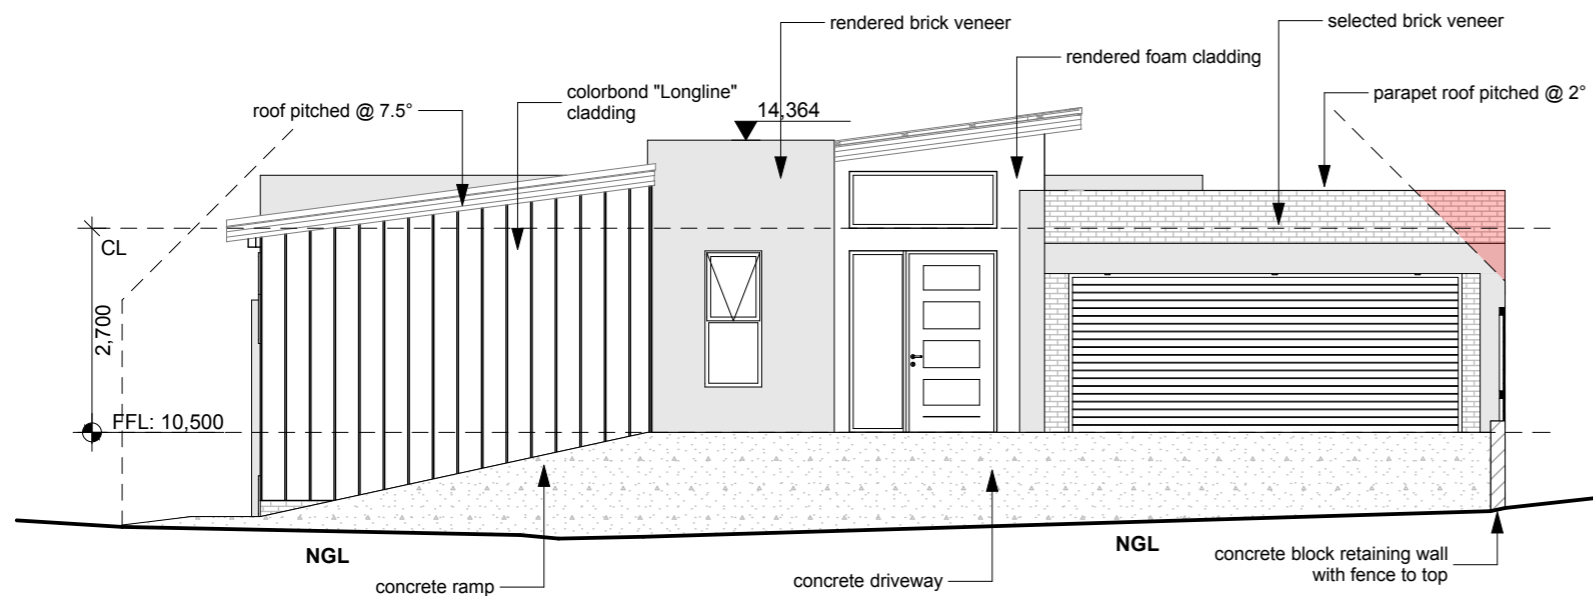 rendered brick veneer
selected brick veneer
rendered foam cladding
colorbond "Longline"
cladding
parapet roof pitched @ 2°
roof pitched @ 7.5°
14,364
CL
2,700
FFL: 10,500
NGL
NGL
concrete ramp
concrete driveway
concrete block retaining wall
with fence to top